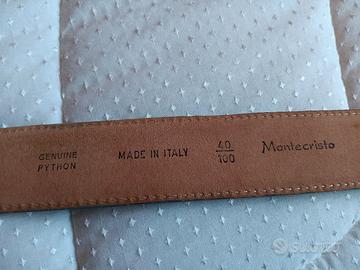 GENUINE
PYTHON
MADE IN ITALY
40
100
Montecristo